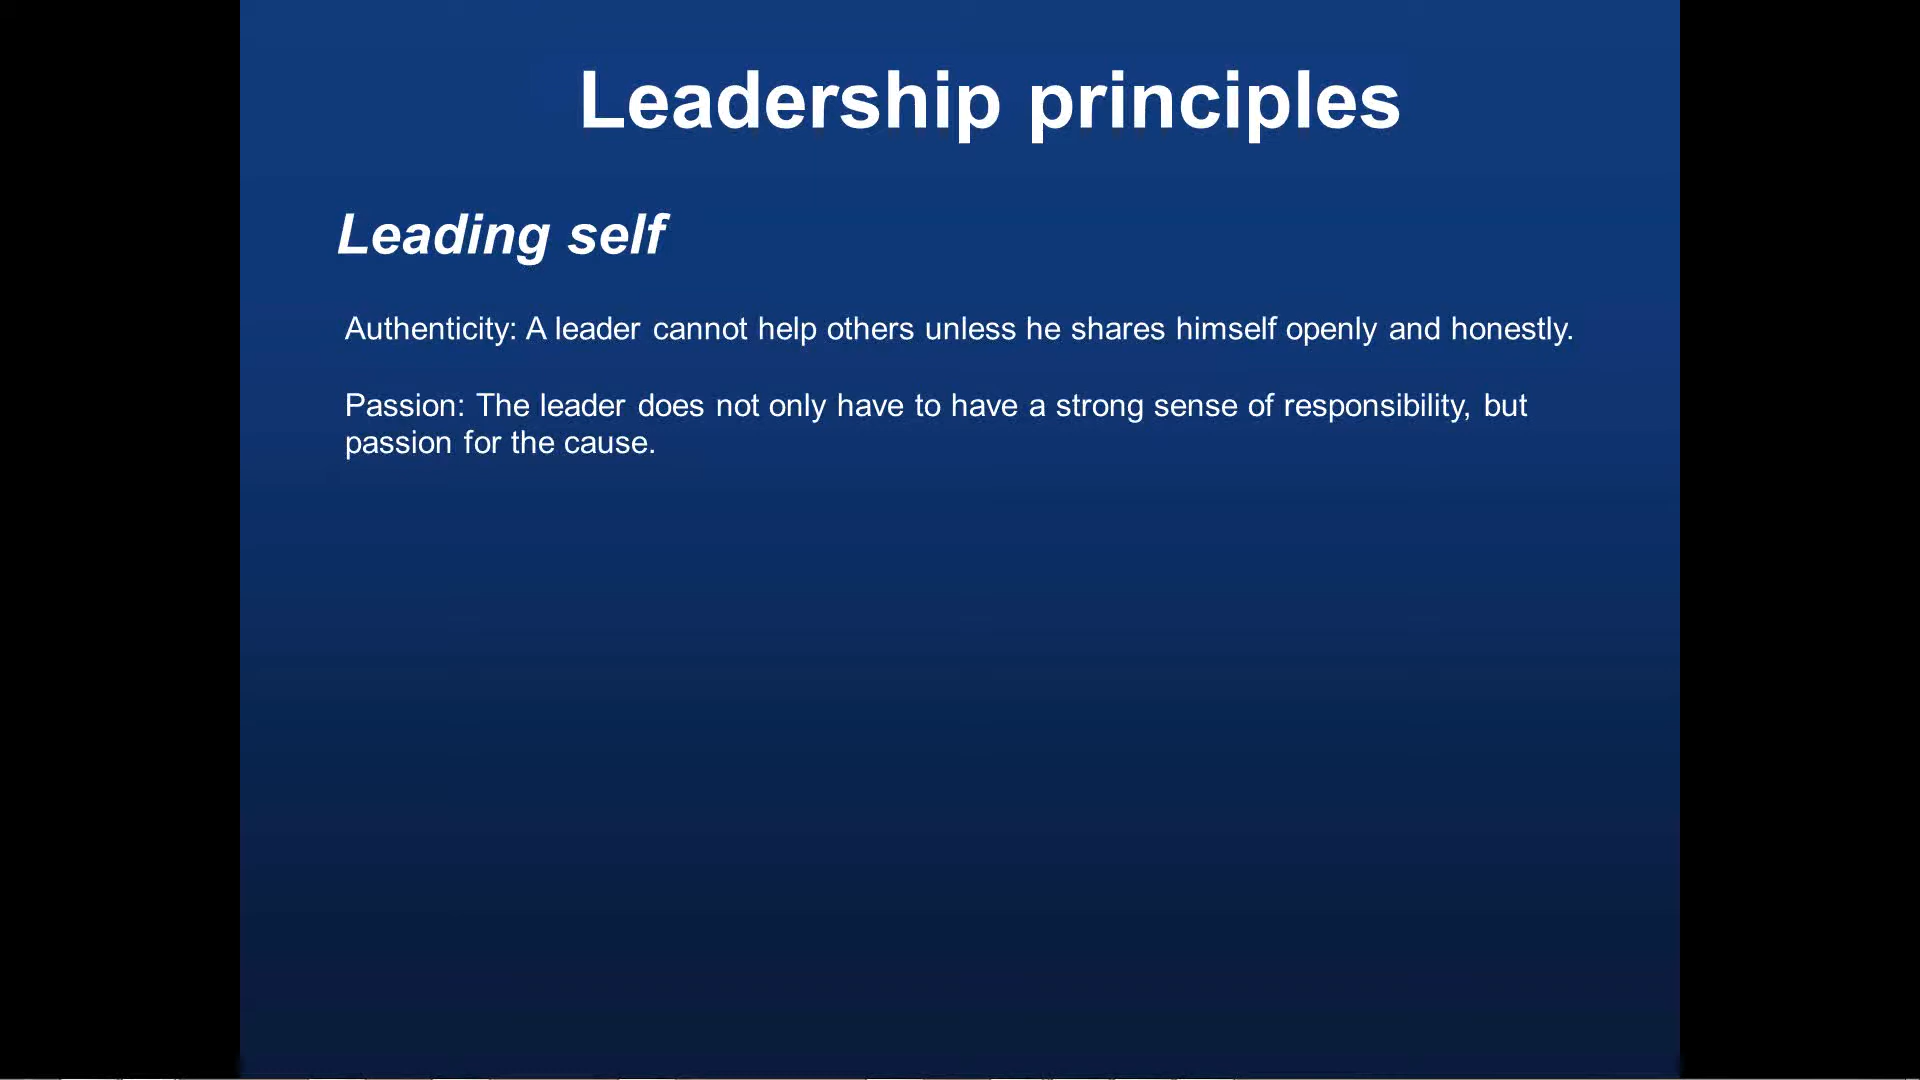 Leadership principles
Leading self
Authenticity: A leader cannot help others unless he shares himself openly and honestly.
Passion: The leader does not only have to have a strong sense of responsibility, but
passion for the cause.